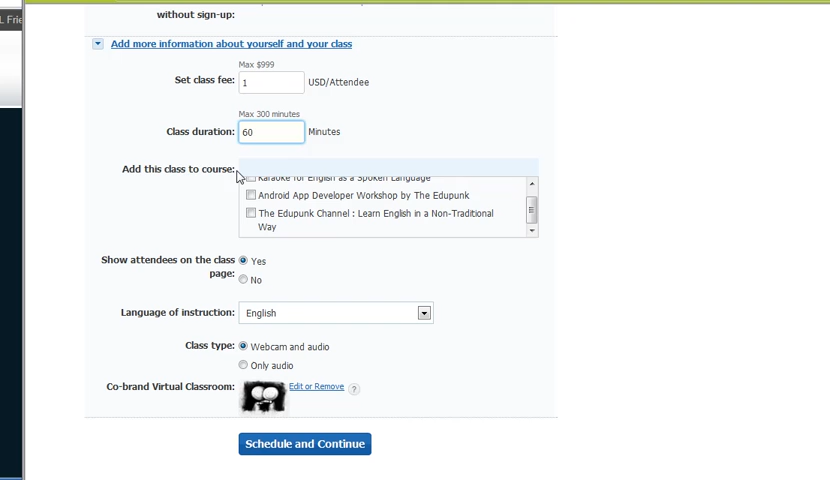 L Frie
without sign-up:
Add more information about yourself and your class
Max $999
Set class fee: 1 USD/Attendee
Max 300 minutes
Class duration: 60 Minutes
Add this class to course:
Karaoke for English as a Spoken Language
Android App Developer Workshop by The Edupunk
The Edupunk Channel : Learn English in a Non-Traditional
Way
Show attendees on the class
page:
Yes
No
Language of instruction: English
Class type: Webcam and audio
Only audio
Co-brand Virtual Classroom: Edit or Remove ?
Schedule and Continue